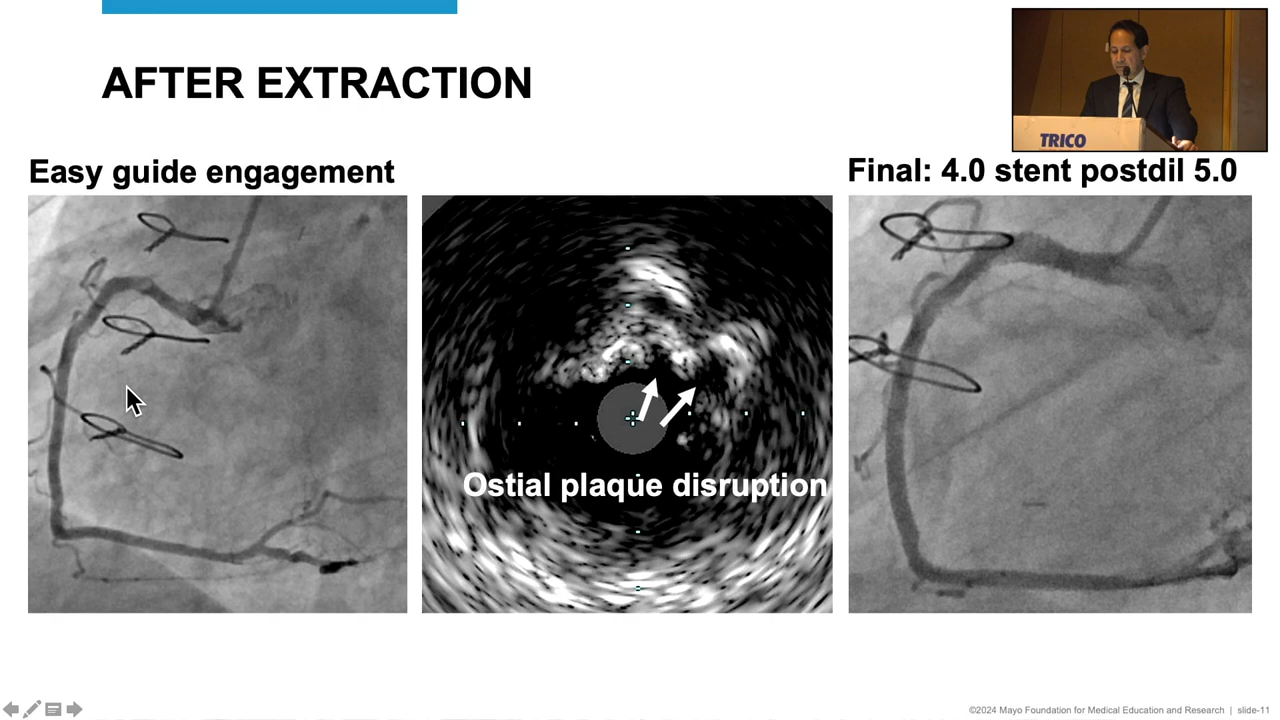 AFTER EXTRACTION
TRICO
Easy guide engagement
Final: 4.0 stent postdil 5.0
Ostial plaque disruption
©2024 Mayo Foundation for Medical Education and Research | slide-11